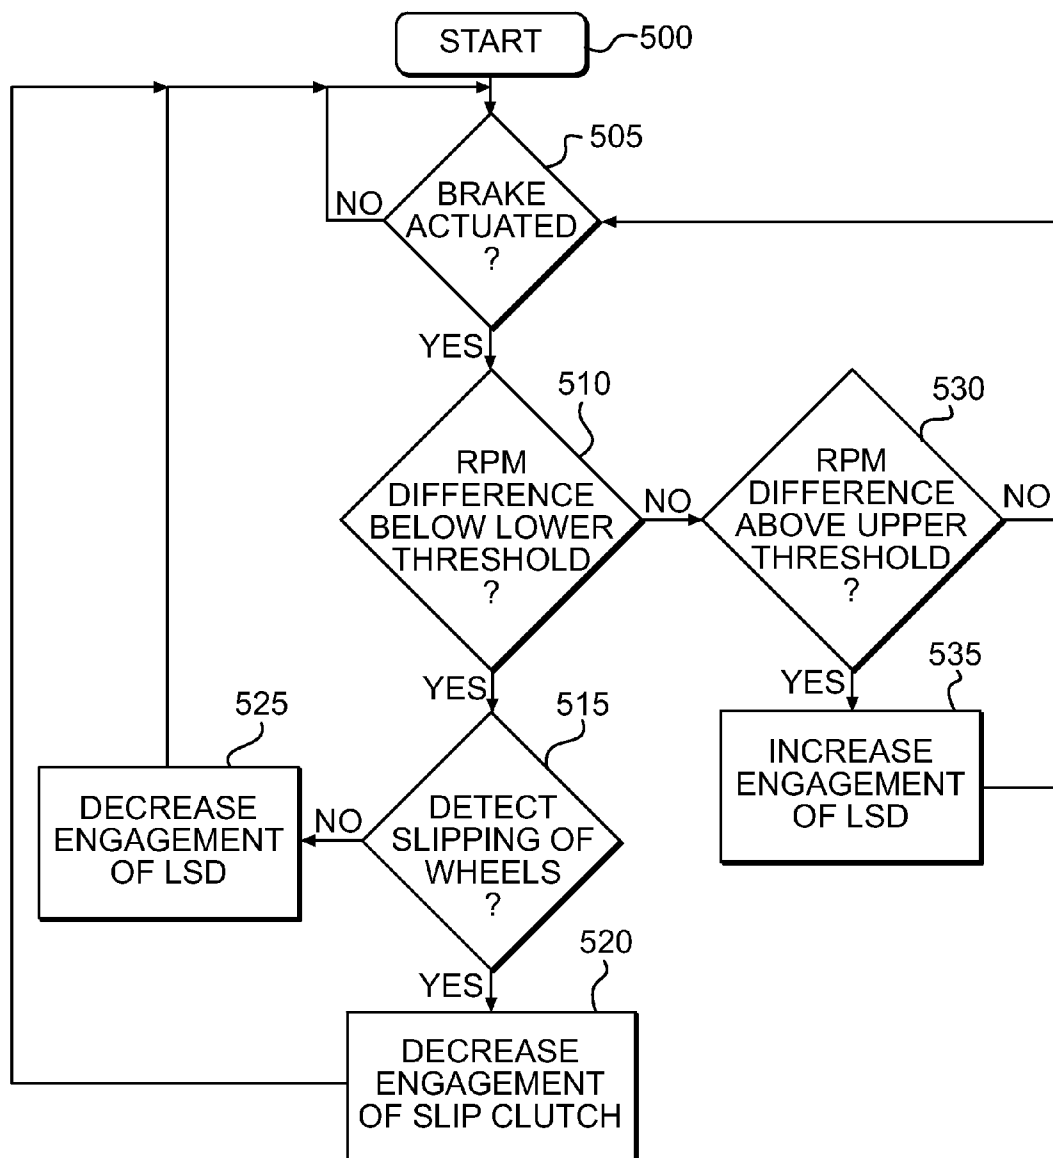 START
500
505
BRAKE
ACTUATED
?
NO
YES
510
RPM
DIFFERENCE
BELOW LOWER
THRESHOLD
?
NO
530
RPM
DIFFERENCE
ABOVE UPPER
THRESHOLD
?
NO
YES
YES
515
DETECT
SLIPPING OF
WHEELS
?
NO
525
DECREASE
ENGAGEMENT
OF LSD
535
INCREASE
ENGAGEMENT
OF LSD
YES
520
DECREASE
ENGAGEMENT
OF SLIP CLUTCH